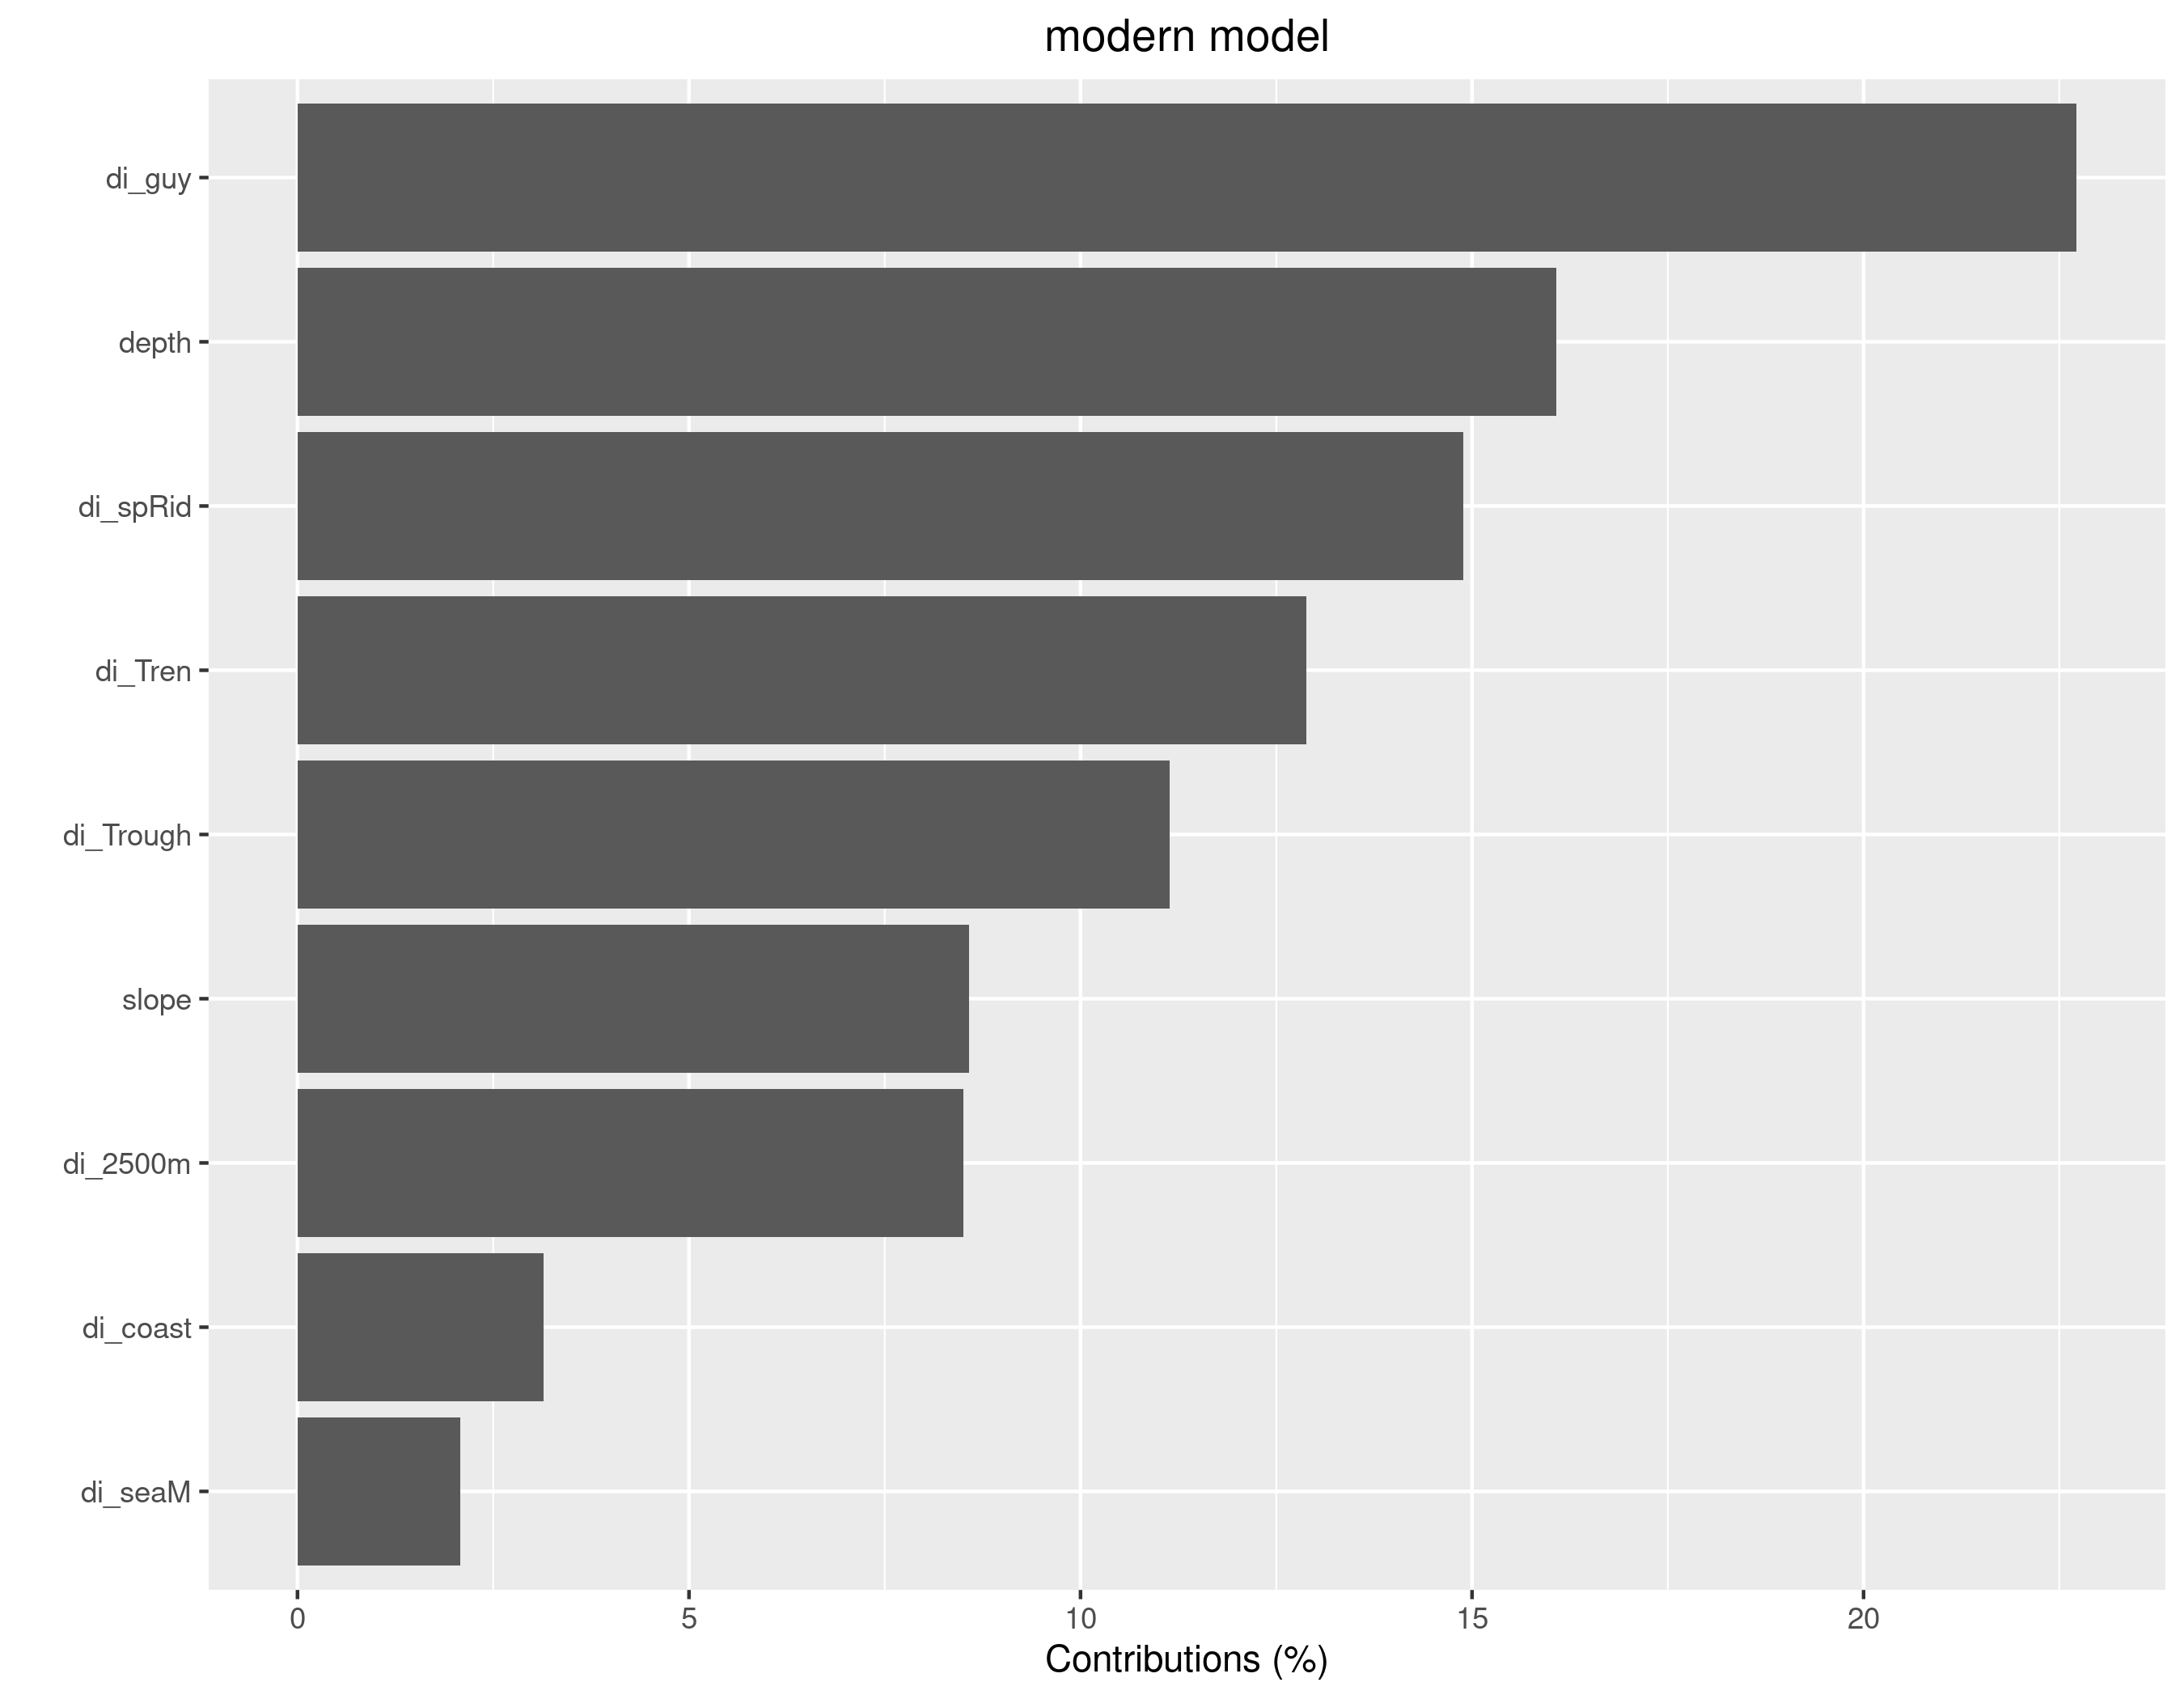 modern model
di_guy
depth
di_spRid
di_Tren
di_Trough
slope
di_2500m
di_coast
di_seaM
0 5 10 15 20
Contributions (%)